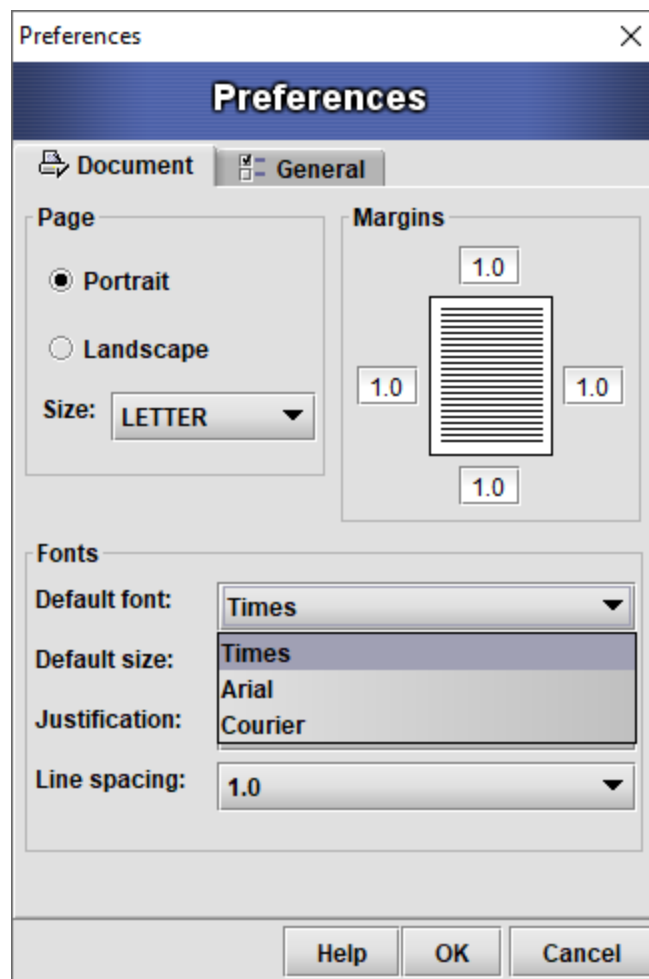 Preferences
Preferences
Document
General
Page
Portrait
Landscape
Size:
LETTER
Margins
1.0
1.0
1.0
1.0
Fonts
Default font:
Times
Default size:
Times
Arial
Justification:
Courier
Line spacing:
1.0
Help
OK
Cancel